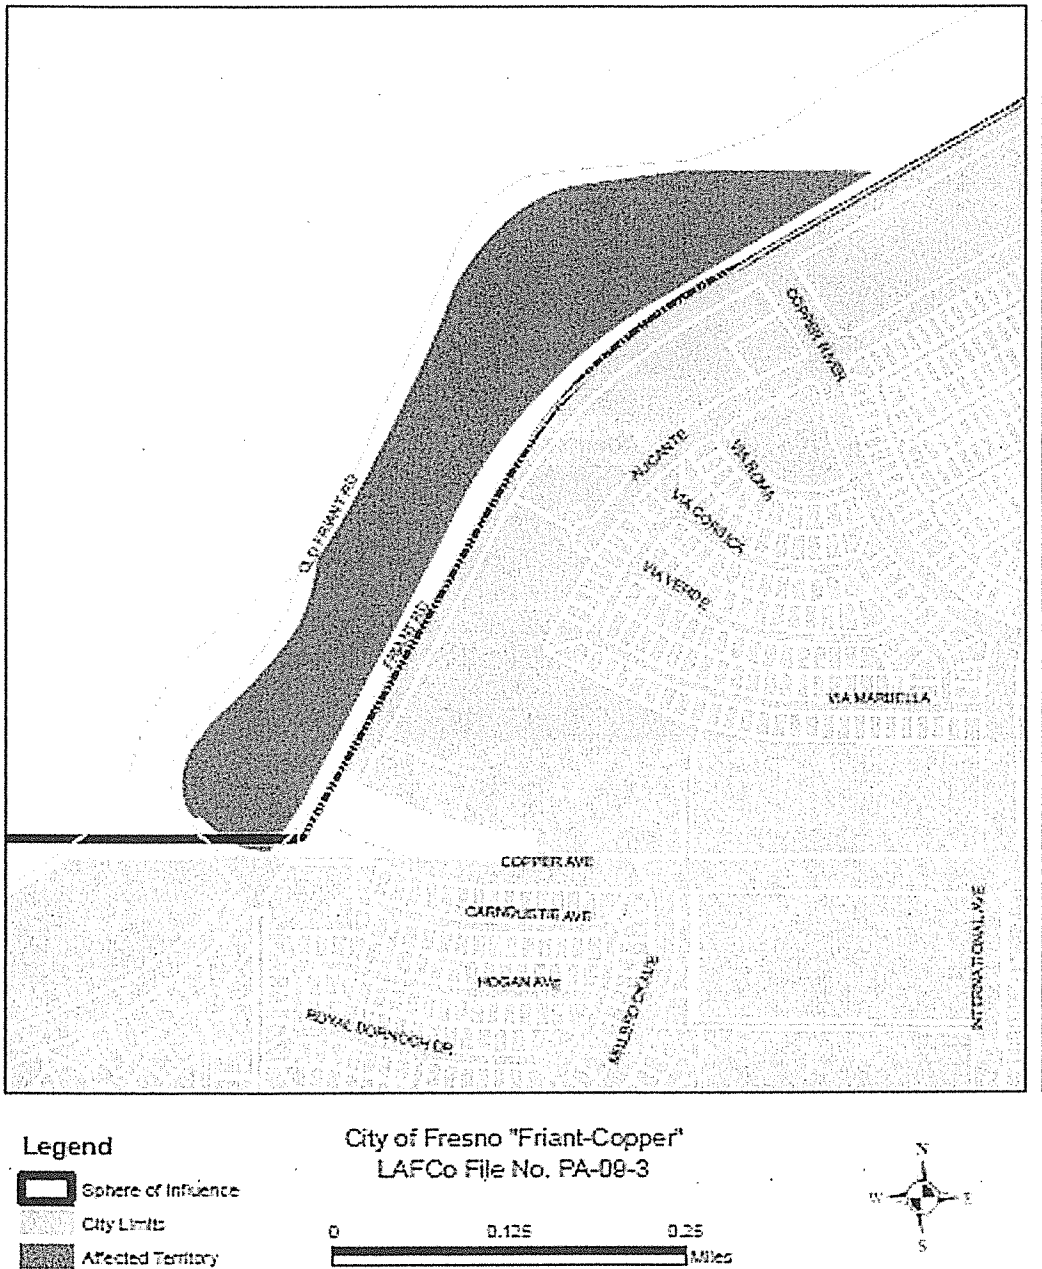 COPPER RIVER
ALICANTE
VIA ROMA
VIA CORSICA
OLD FRIANT RD
VIA VERDE
FRIANT RD
VIA MARBELLA
COPPER AVE
CARNOUSTIE AVE
INTERNATIONAL AVE
HOGAN AVE
ROYAL DORNOCH DR
Legend
City of Fresno "Friant-Copper"
LAFCo File No. PA-09-3
Sphere of Influence
City Limits
Affected Territory
0 0.125 0.25
Miles
N
W E
S